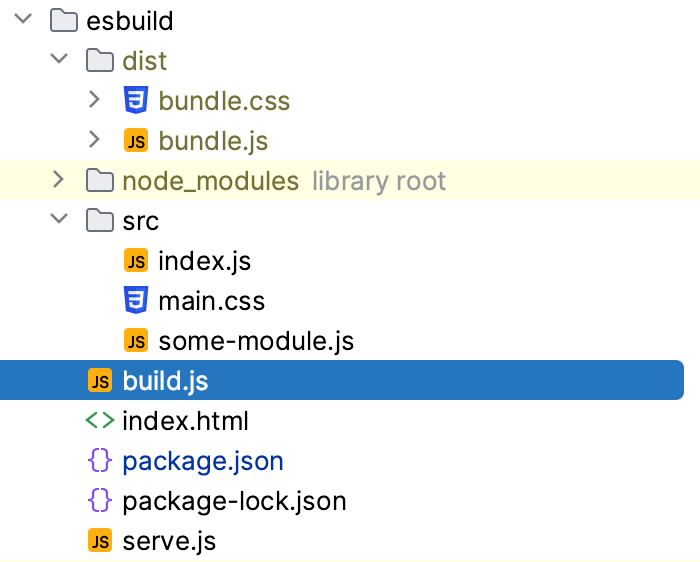 esbuild
dist
bundle.css
JS bundle.js
node_modules library root
src
JS index.js
main.css
JS some-module.js
JS build.js
<> index.html
{} package.json
{} package-lock.json
JS serve.js